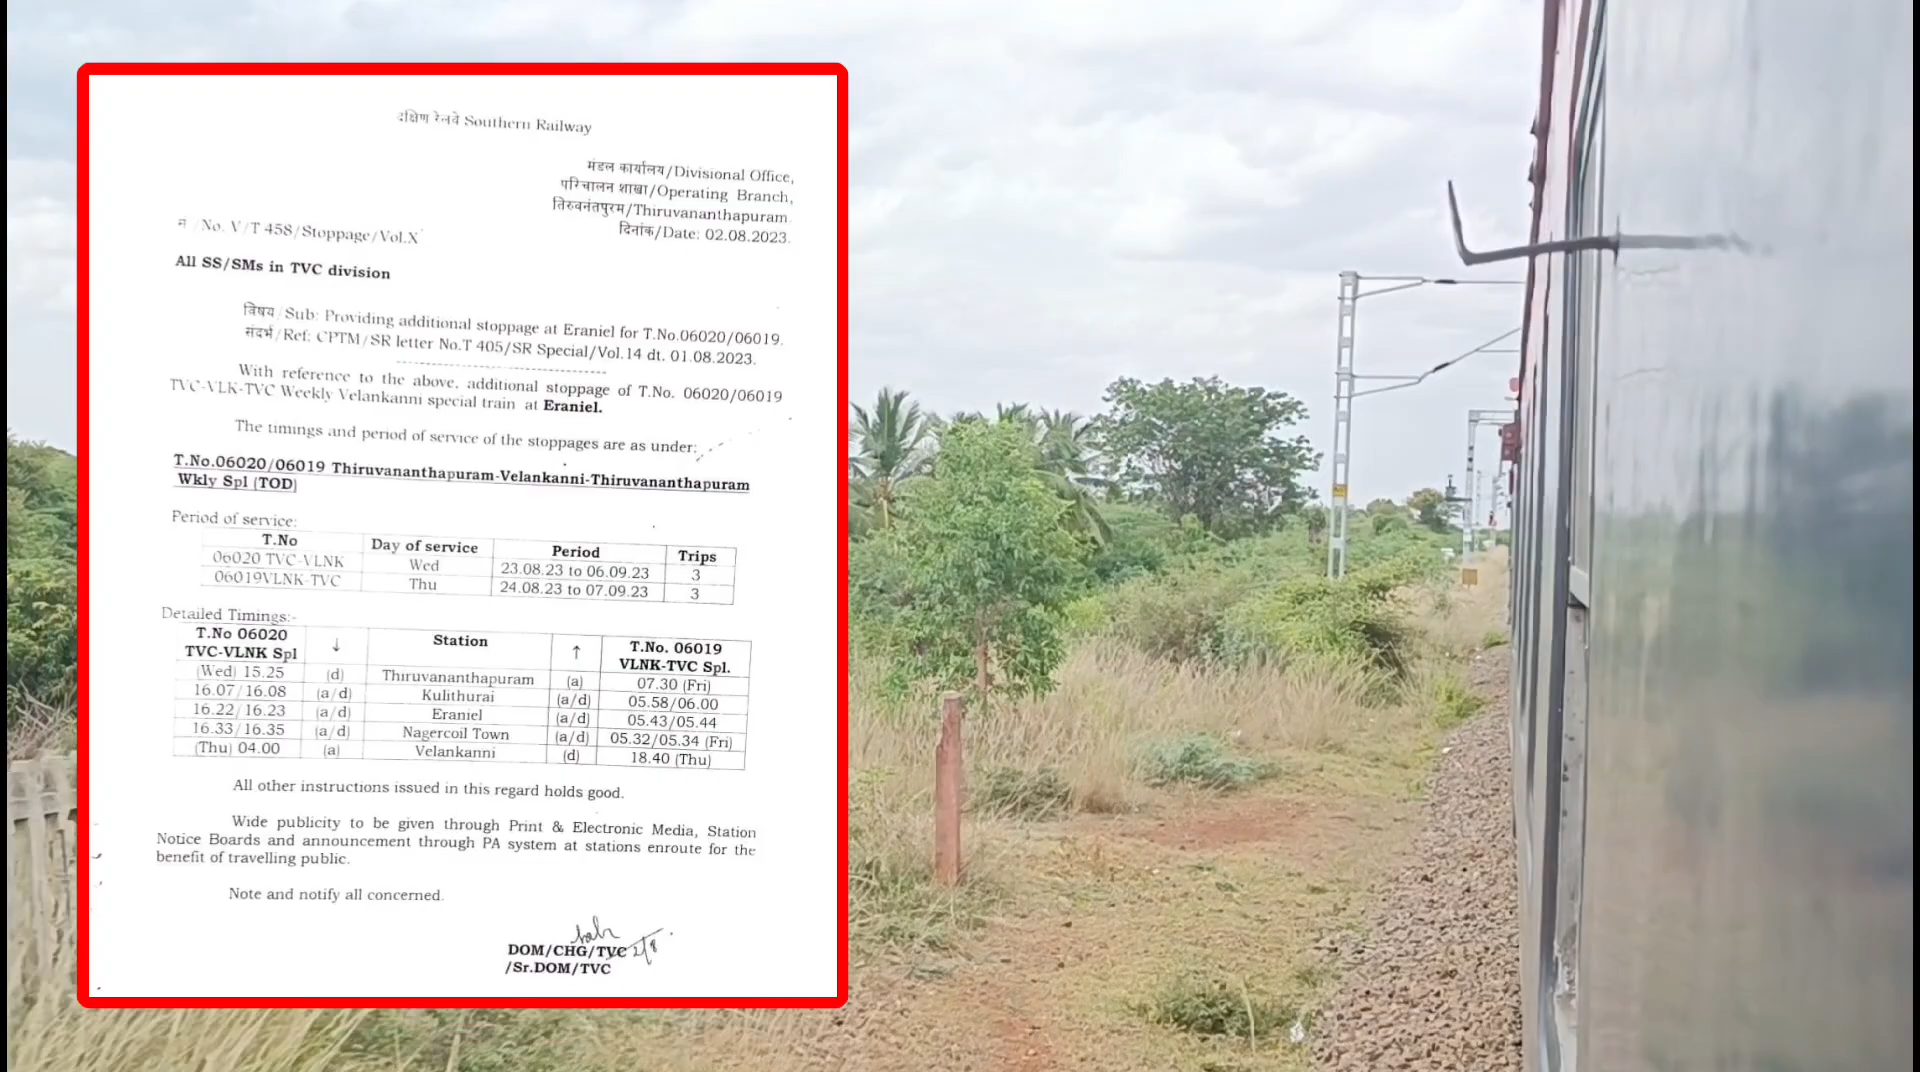 दक्षिण रेलवे Southern Railway
मंडल कार्यालय/Divisional Office,
परिचालन शाखा/Operating Branch,
तिरुवनंतपुरम/Thiruvananthapuram.
दिनांक/Date: 02.08.2023.
न /No. V/T 458/Stoppage/Vol.X
All SS/SMs in TVC division
विषय/Sub: Providing additional stoppage at Eraniel for T.No.06020/06019.
संदर्भ/Ref: CPTM/SR letter No.T 405/SR Special/Vol.14 dt. 01.08.2023.
With reference to the above, additional stoppage of T.No. 06020/06019
TVC-VLK-TVC Weekly Velankanni special train at Eraniel.
The timings and period of service of the stoppages are as under:
T.No.06020/06019 Thiruvananthapuram-Velankanni-Thiruvananthapuram
Wkly Spl (TOD)
Period of service:
T.No Day of service Period Trips
06020 TVC-VLNK Wed 23.08.23 to 06.09.23 3
06019VLNK-TVC Thu 24.08.23 to 07.09.23 3
Detailed Timings:-
T.No 06020 ↓ Station ↑ T.No. 06019
TVC-VLNK Spl VLNK-TVC Spl.
(Wed) 15.25 (d) Thiruvananthapuram (a) 07.30 (Fri)
16.07/16.08 (a/d) Kulithurai (a/d) 05.58/06.00
16.22/16.23 (a/d) Eraniel (a/d) 05.43/05.44
16.33/16.35 (a/d) Nagercoil Town (a/d) 05.32/05.34 (Fri)
(Thu) 04.00 (a) Velankanni (d) 18.40 (Thu)
All other instructions issued in this regard holds good.
Wide publicity to be given through Print & Electronic Media, Station
Notice Boards and announcement through PA system at stations enroute for the
benefit of travelling public.
Note and notify all concerned.
DOM/CHG/TVC 2/8
/Sr.DOM/TVC